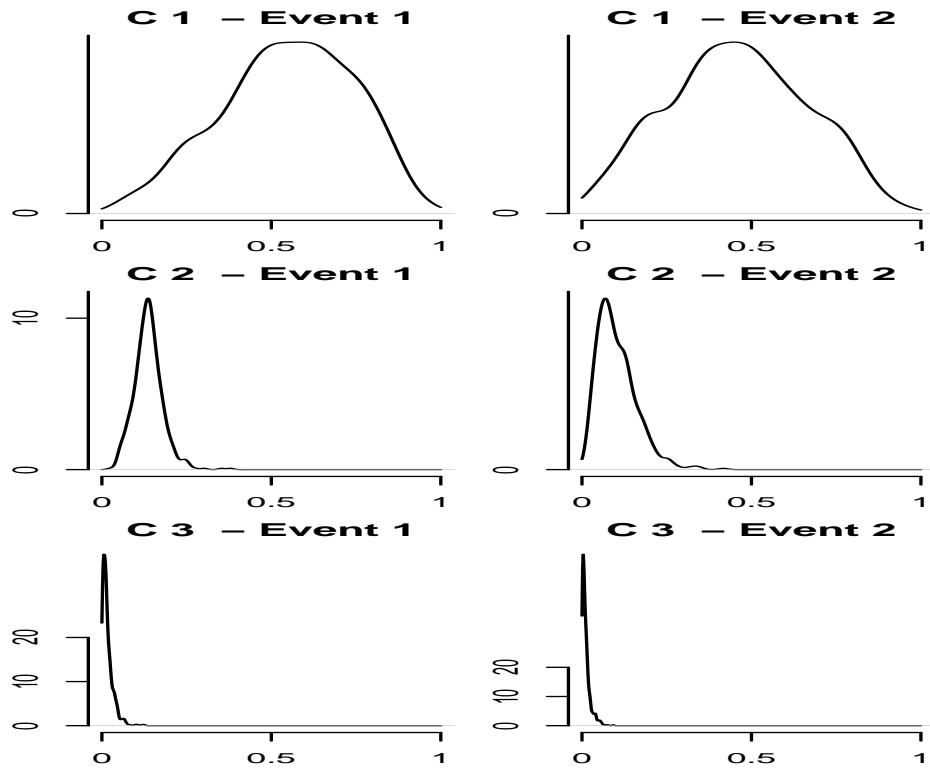 C 1 – Event 1
C 1 – Event 2
0
0
0 0.5 1
0 0.5 1
C 2 – Event 1
C 2 – Event 2
10
0
0
0 0.5 1
0 0.5 1
C 3 – Event 1
C 3 – Event 2
20
10
0
20
10
0
0 0.5 1
0 0.5 1